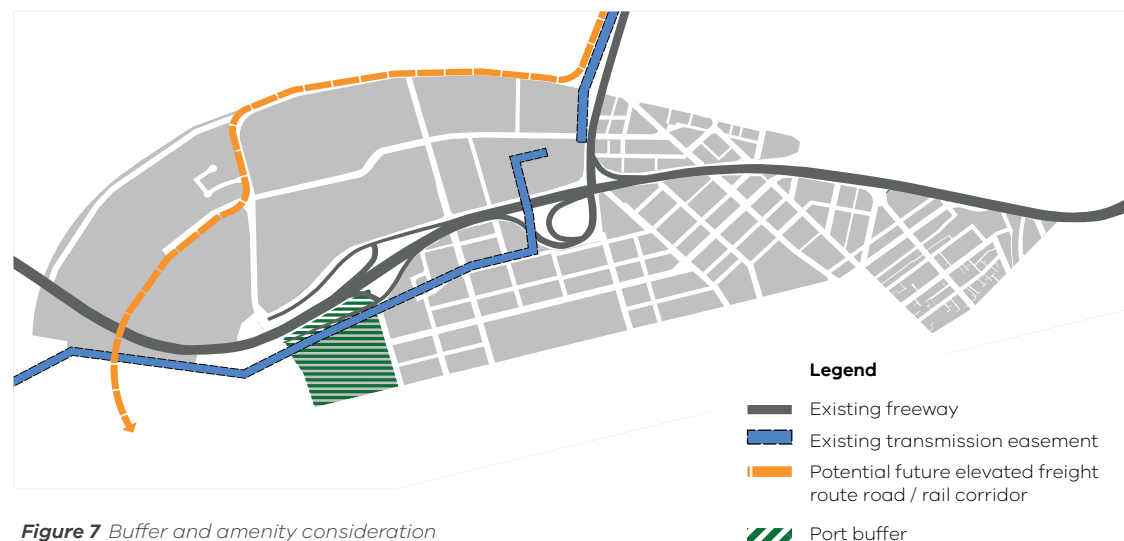 Legend
Existing freeway
Existing transmission easement
Potential future elevated freight
route road / rail corridor
Port buffer
Figure 7 Buffer and amenity consideration